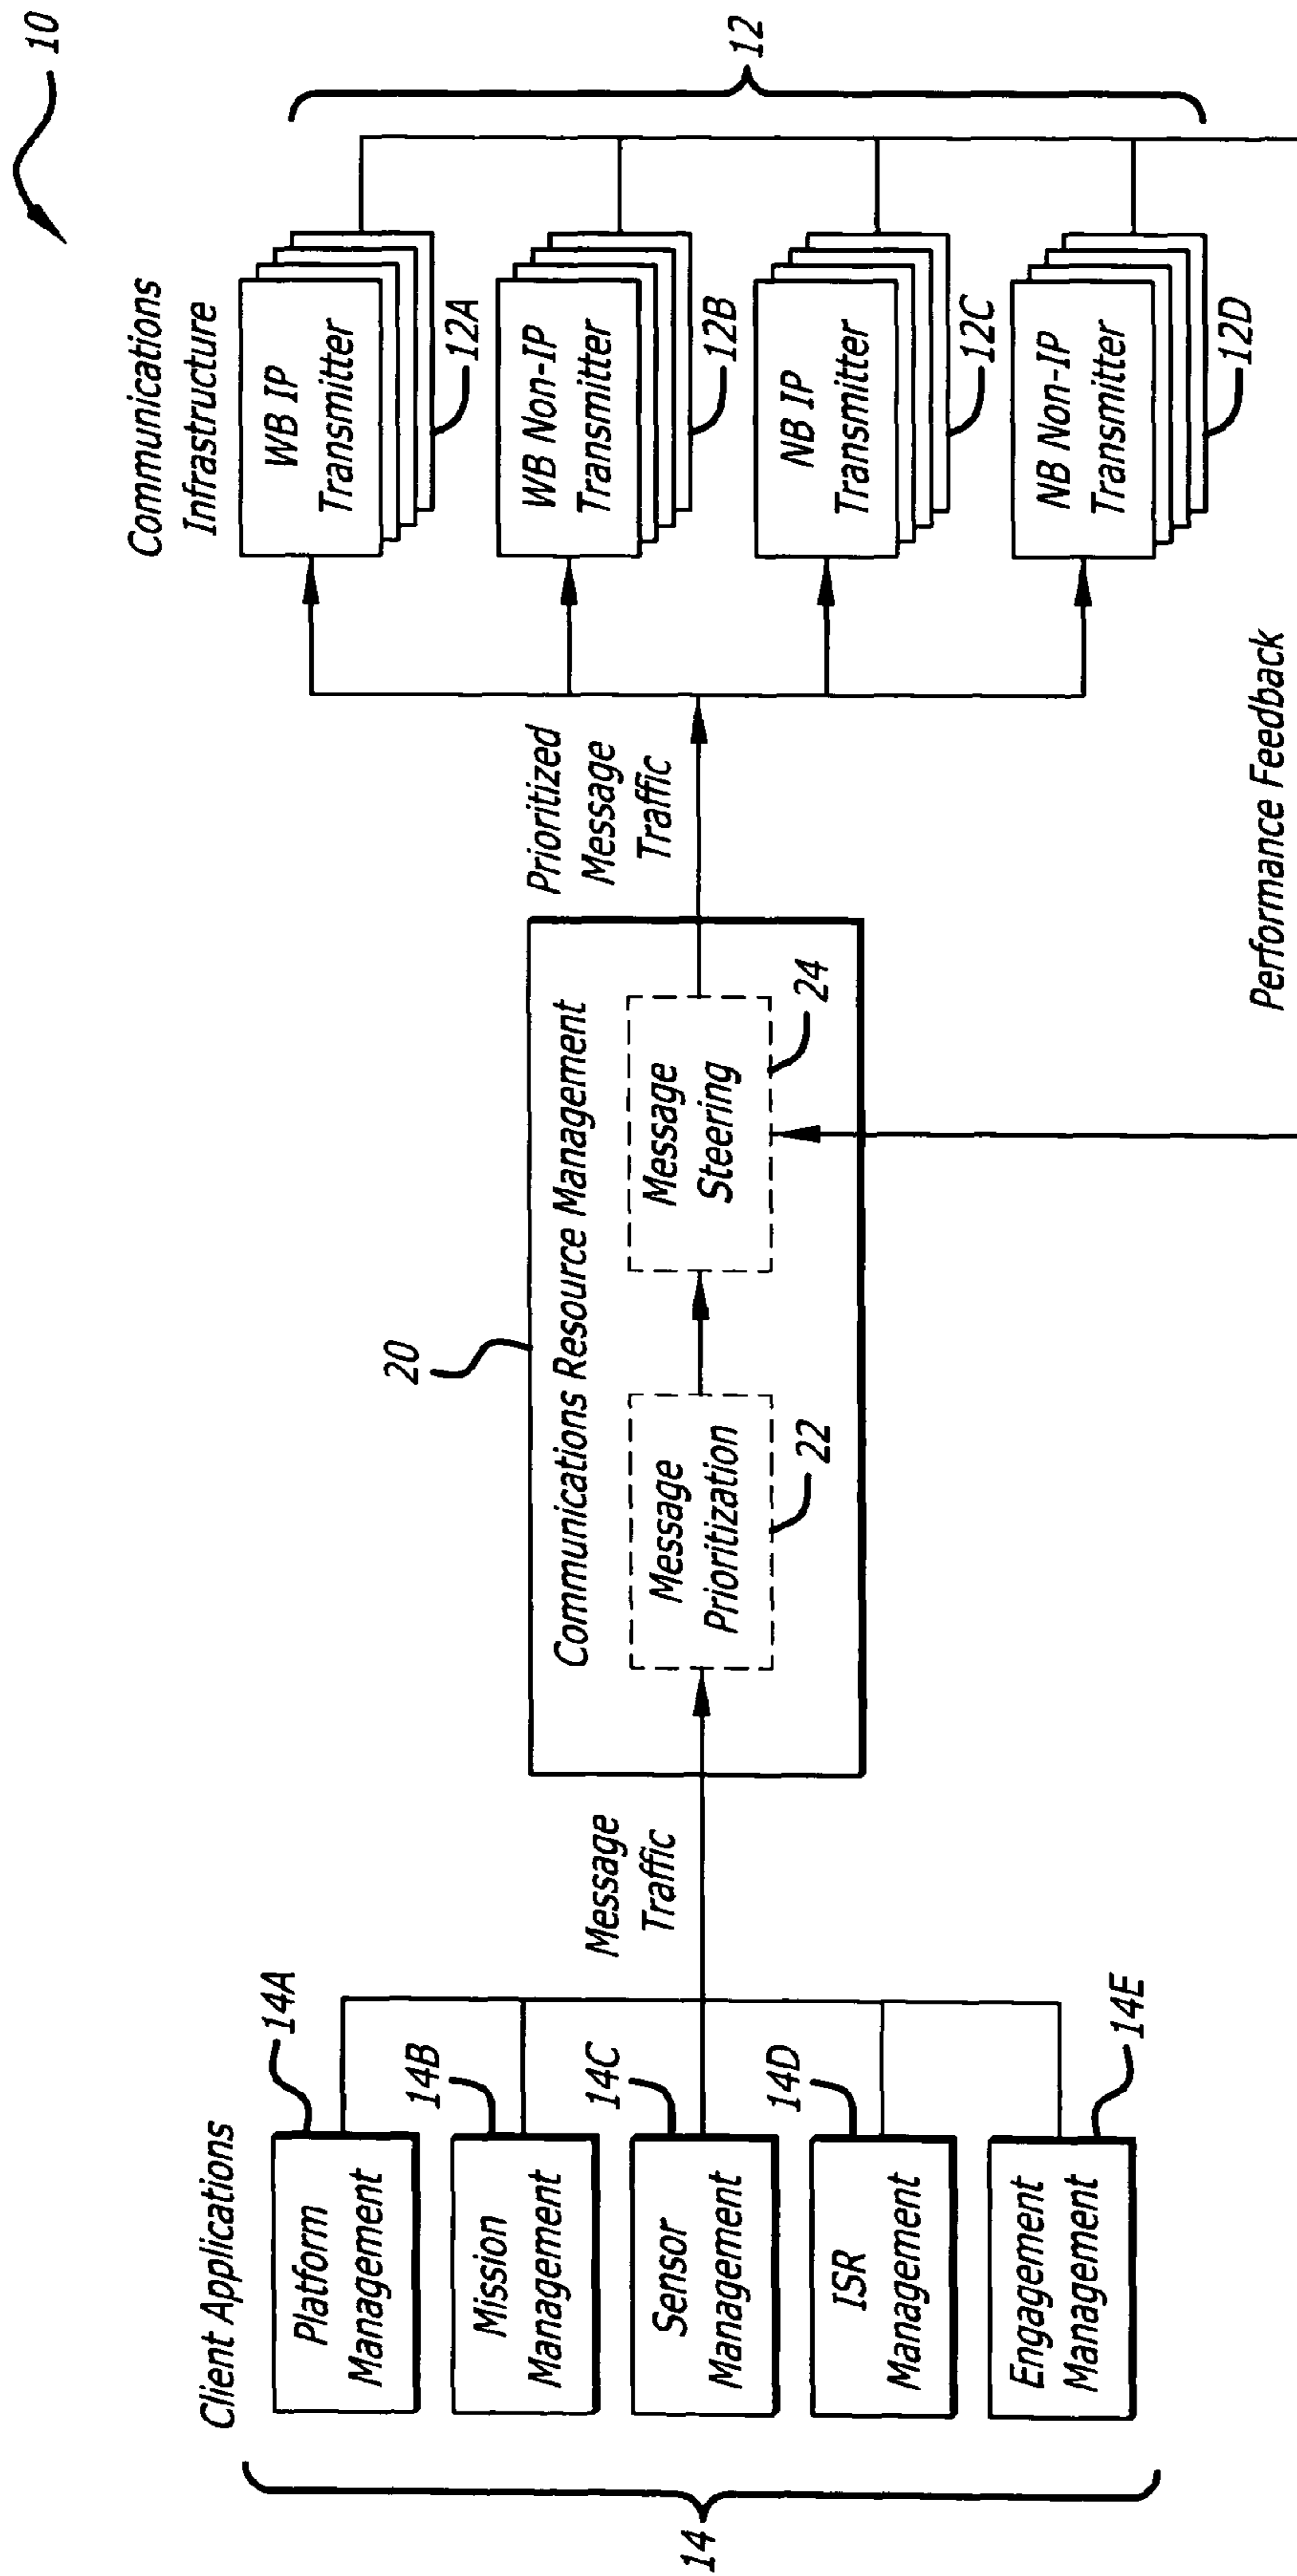 10
Client Applications
14
Platform
Management
14A
Mission
Management
14B
Sensor
Management
14C
ISR
Management
14D
Engagement
Management
14E
Message
Traffic
20
Communications Resource Management
Message
Prioritization
22
Message
Steering
24
Prioritized
Message
Traffic
Communications
Infrastructure
WB IP
Transmitter
12A
WB Non-IP
Transmitter
12B
NB IP
Transmitter
12C
NB Non-IP
Transmitter
12D
12
Performance Feedback